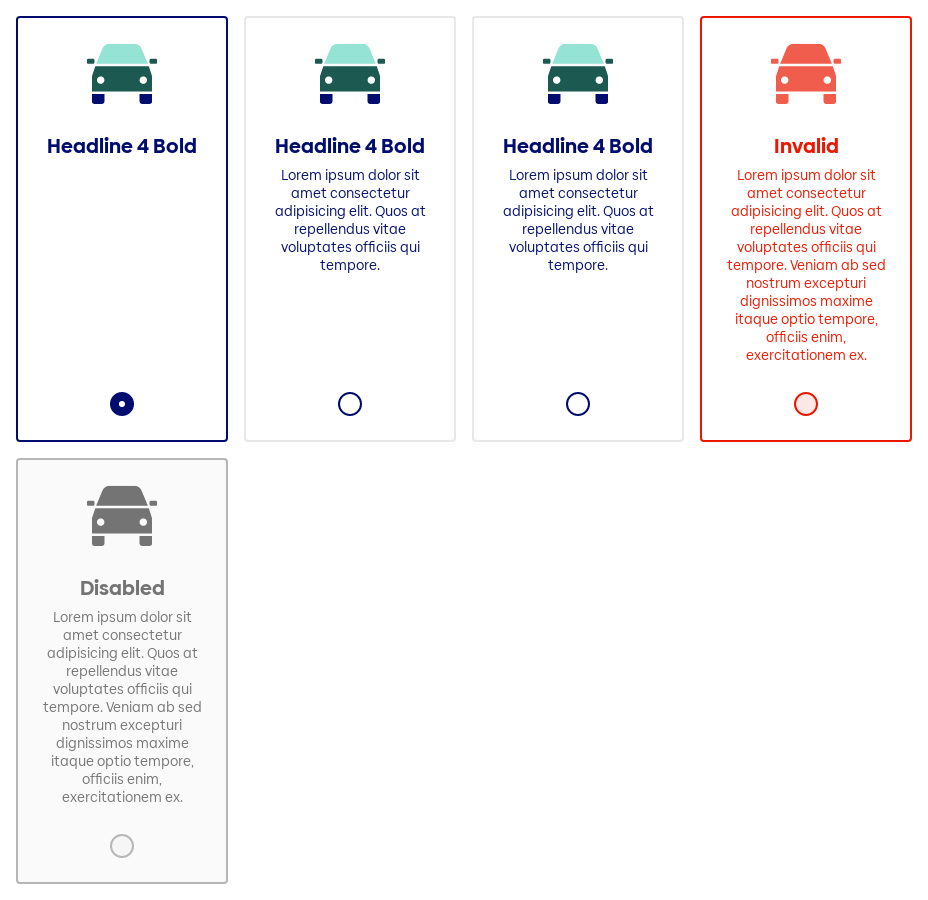 Headline 4 Bold
Headline 4 Bold
Lorem ipsum dolor sit
amet consectetur
adipisicing elit. Quos at
repellendus vitae
voluptates officiis qui
tempore.
Headline 4 Bold
Lorem ipsum dolor sit
amet consectetur
adipisicing elit. Quos at
repellendus vitae
voluptates officiis qui
tempore.
Invalid
Lorem ipsum dolor sit
amet consectetur
adipisicing elit. Quos at
repellendus vitae
voluptates officiis qui
tempore. Veniam ab sed
nostrum excepturi
dignissimos maxime
itaque optio tempore,
officiis enim,
exercitationem ex.
Disabled
Lorem ipsum dolor sit
amet consectetur
adipisicing elit. Quos at
repellendus vitae
voluptates officiis qui
tempore. Veniam ab sed
nostrum excepturi
dignissimos maxime
itaque optio tempore,
officiis enim,
exercitationem ex.